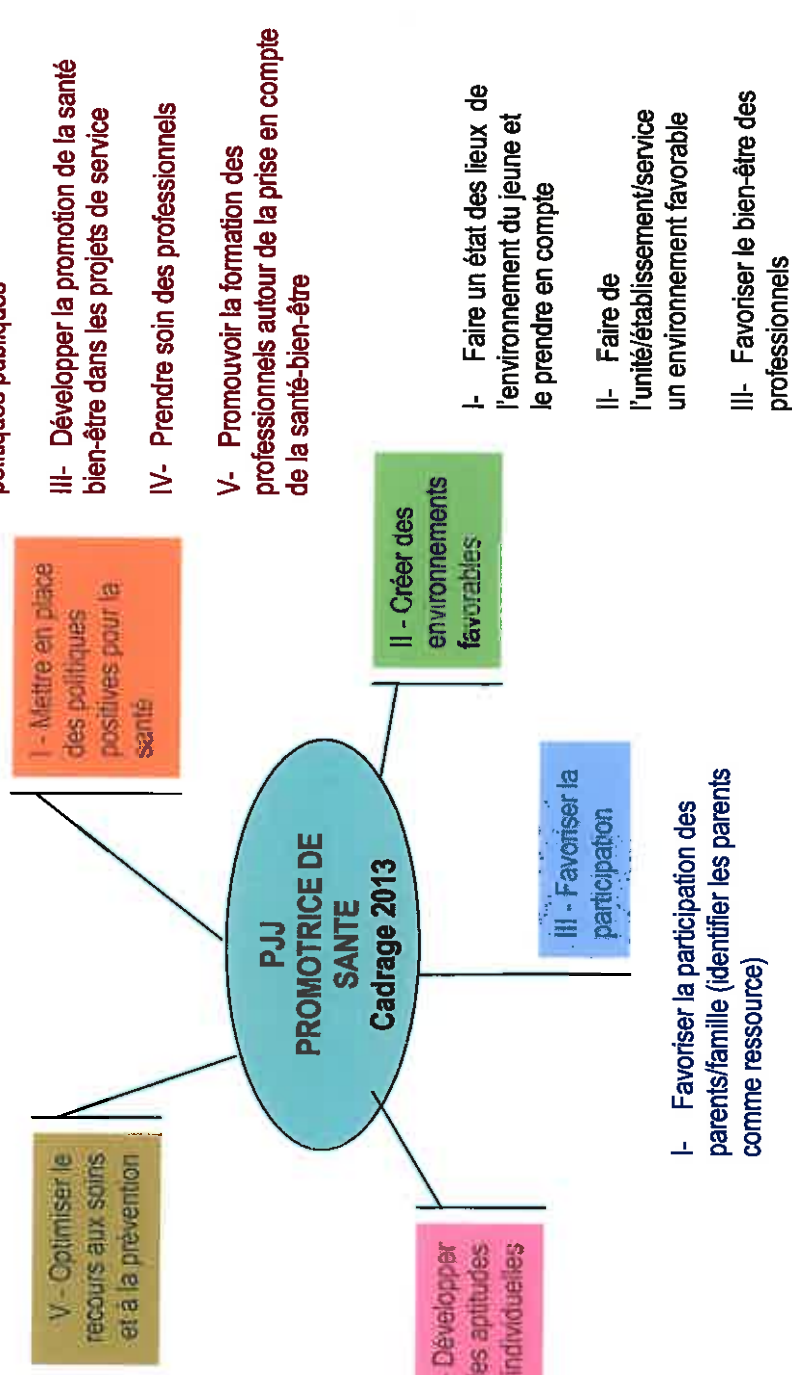 politiques publiques
III- Développer la promotion de la santé
bien-être dans les projets de service
IV- Prendre soin des professionnels
V- Promouvoir la formation des
professionnels autour de la prise en compte
de la santé-bien-être
I - Mettre en place
des politiques
positives pour la
santé
V - Optimiser le
recours aux soins
et à la prévention
PJJ
PROMOTRICE DE
SANTE
Cadrage 2013
II - Créer des
environnements
favorables
I- Faire un état des lieux de
l'environnement du jeune et
le prendre en compte
II- Faire de
l'unité/établissement/service
un environnement favorable
III- Favoriser le bien-être des
professionnels
III - Favoriser la
participation
I- Favoriser la participation des
parents/famille (identifier les parents
comme ressource)
- Développer
es aptitudes
individuelles